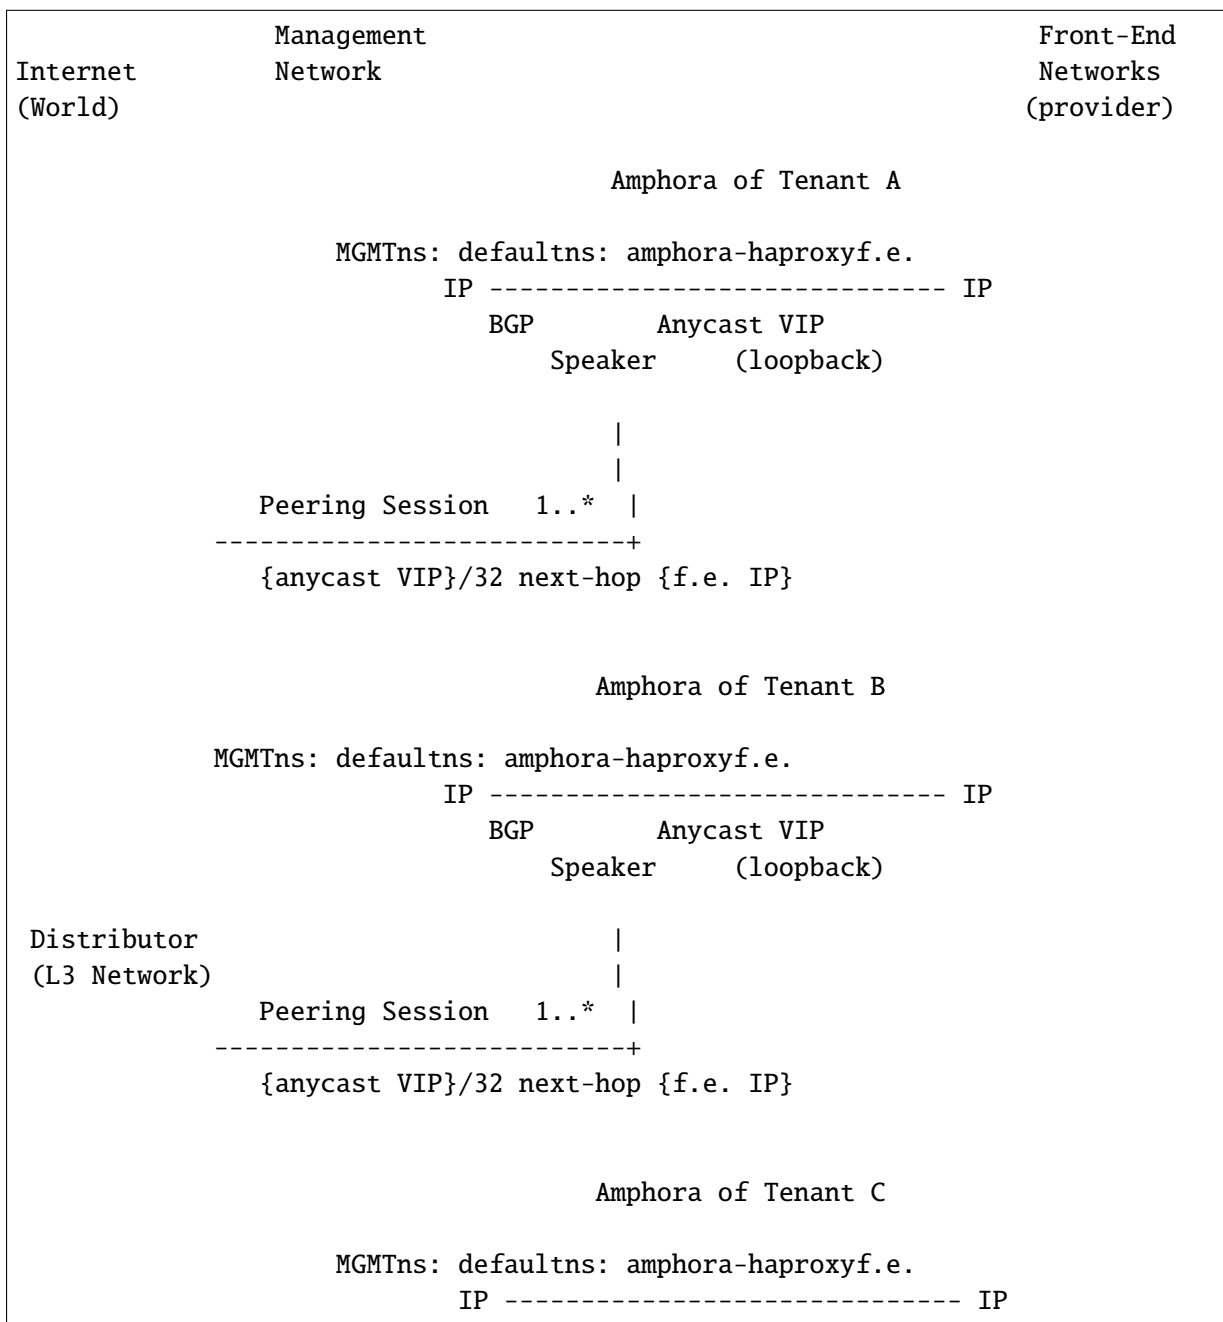 Management                                        Front-End
Internet         Network                                           Networks
(World)                                                           (provider)

                                       Amphora of Tenant A

                     MGMTns: defaultns: amphora-haproxyf.e.
                            IP ------------------------------ IP
                               BGP        Anycast VIP
                                   Speaker     (loopback)

                                       |
                                       |
                Peering Session   1..*  |
             ---------------------------+
                {anycast VIP}/32 next-hop {f.e. IP}


                                      Amphora of Tenant B

             MGMTns: defaultns: amphora-haproxyf.e.
                            IP ------------------------------ IP
                               BGP        Anycast VIP
                                   Speaker     (loopback)

 Distributor                           |
 (L3 Network)                          |
                Peering Session   1..*  |
             ---------------------------+
                {anycast VIP}/32 next-hop {f.e. IP}


                                      Amphora of Tenant C

                     MGMTns: defaultns: amphora-haproxyf.e.
                             IP ------------------------------ IP